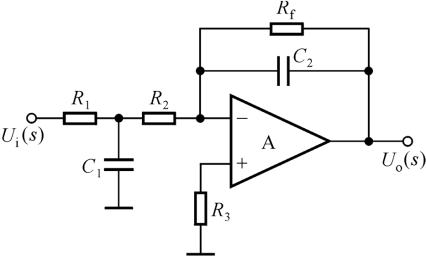 R_f
C_2
R_1
R_2
U_i(s)
C_1
−
A
+
U_o(s)
R_3